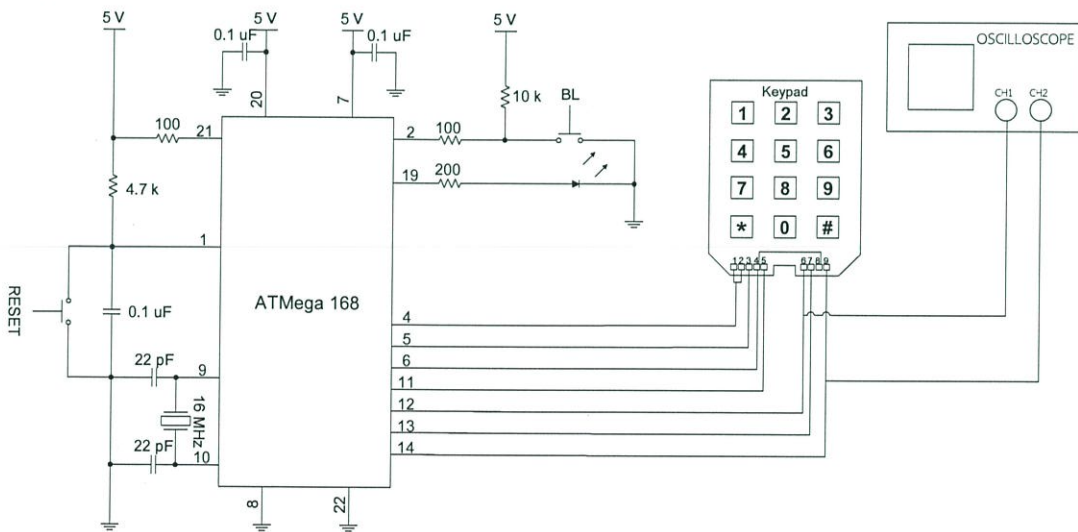 5 V
5 V
5 V
5 V
0.1 uF
0.1 uF
OSCILLOSCOPE
CH1 CH2
20
7
10 k
BL
Keypad
1 2 3
4 5 6
7 8 9
* 0 #
1 2 3 4 5 6 7 8 9
100
21
2
100
19
200
4.7 k
1
ATMega 168
RESET
0.1 uF
4
5
6
11
12
13
14
22 pF
9
16 MHz
22 pF
10
8
22